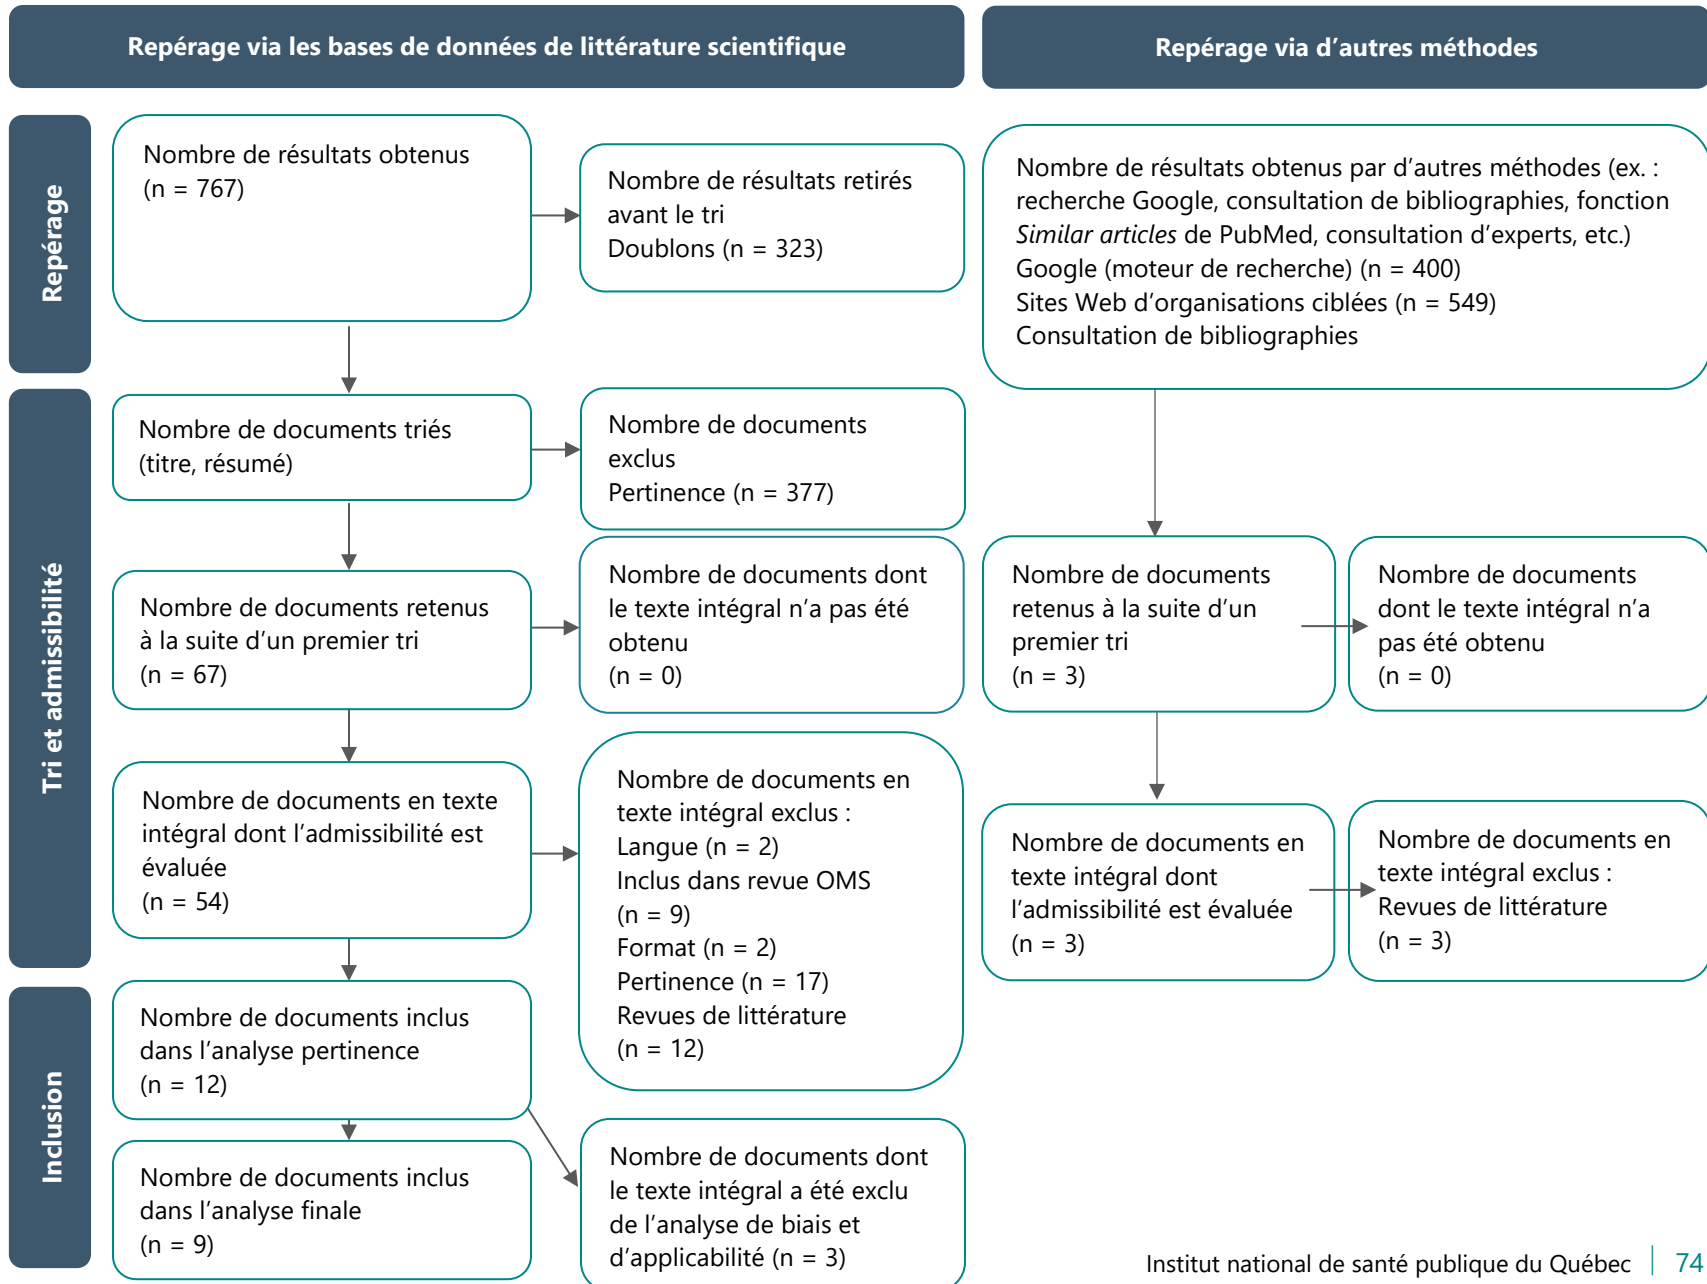 Repérage via les bases de données de littérature scientifique
Repérage via d’autres méthodes
Repérage
Nombre de résultats obtenus
(n = 767)
Nombre de résultats retirés
avant le tri
Doublons (n = 323)
Nombre de résultats obtenus par d’autres méthodes (ex. :
recherche Google, consultation de bibliographies, fonction
Similar articles de PubMed, consultation d’experts, etc.)
Google (moteur de recherche) (n = 400)
Sites Web d’organisations ciblées (n = 549)
Consultation de bibliographies
Tri et admissibilité
Nombre de documents triés
(titre, résumé)
Nombre de documents
exclus
Pertinence (n = 377)
Nombre de documents retenus
à la suite d’un premier tri
(n = 67)
Nombre de documents dont
le texte intégral n’a pas été
obtenu
(n = 0)
Nombre de documents
retenus à la suite d’un
premier tri
(n = 3)
Nombre de documents
dont le texte intégral n’a
pas été obtenu
(n = 0)
Nombre de documents en texte
intégral dont l’admissibilité est
évaluée
(n = 54)
Nombre de documents en
texte intégral exclus :
Langue (n = 2)
Inclus dans revue OMS
(n = 9)
Format (n = 2)
Pertinence (n = 17)
Revues de littérature
(n = 12)
Nombre de documents en
texte intégral dont
l’admissibilité est évaluée
(n = 3)
Nombre de documents en
texte intégral exclus :
Revues de littérature
(n = 3)
Inclusion
Nombre de documents inclus
dans l’analyse pertinence
(n = 12)
Nombre de documents inclus
dans l’analyse finale
(n = 9)
Nombre de documents dont
le texte intégral a été exclu
de l’analyse de biais et
d’applicabilité (n = 3)
Institut national de santé publique du Québec 74